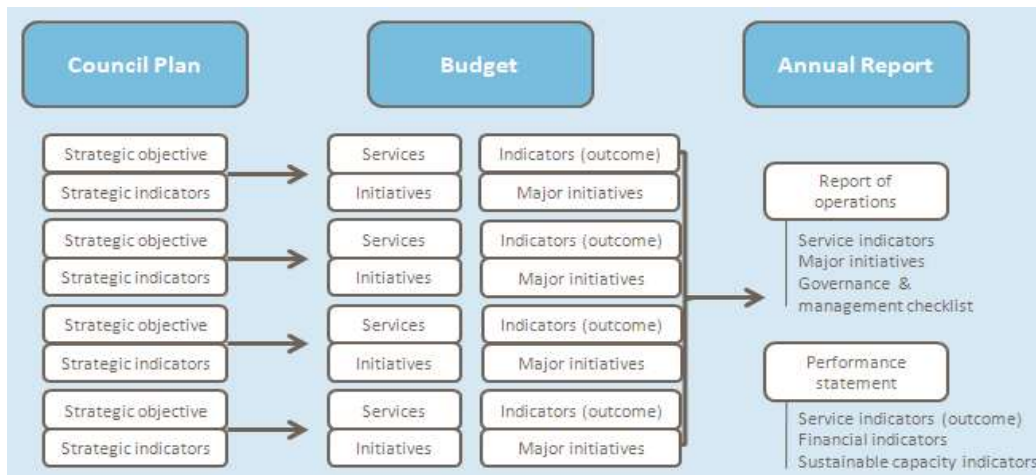 Council Plan
Budget
Annual Report
Strategic objective
Strategic indicators
Services
Initiatives
Indicators (outcome)
Major initiatives
Strategic objective
Strategic indicators
Services
Initiatives
Indicators (outcome)
Major initiatives
Strategic objective
Strategic indicators
Services
Initiatives
Indicators (outcome)
Major initiatives
Strategic objective
Strategic indicators
Services
Initiatives
Indicators (outcome)
Major initiatives
Report of
operations
Service indicators
Major initiatives
Governance &
management checklist
Performance
statement
Service indicators (outcome)
Financial indicators
Sustainable capacity indicators